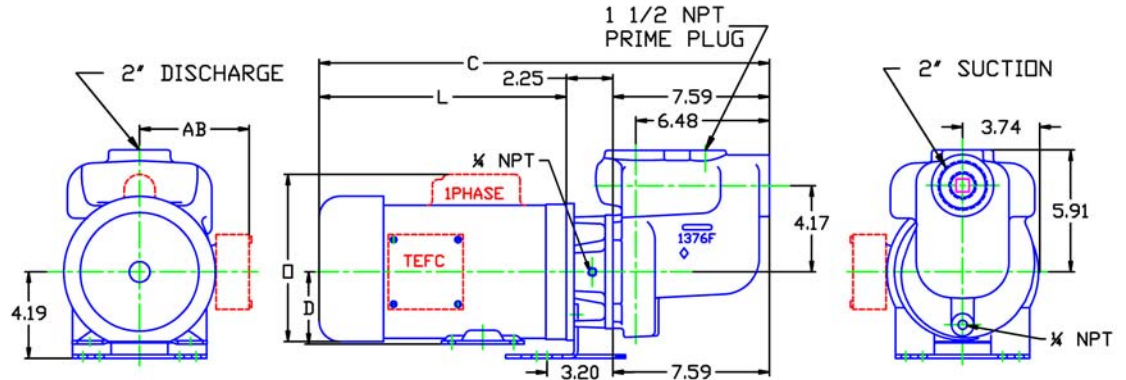 2" DISCHARGE
AB
4.19
1 1/2 NPT
PRIME PLUG
C
2.25
L
7.59
6.48
¼ NPT
1PHASE
TEFC
1376F
4.17
O
D
3.20
7.59
2" SUCTION
3.74
5.91
¼ NPT